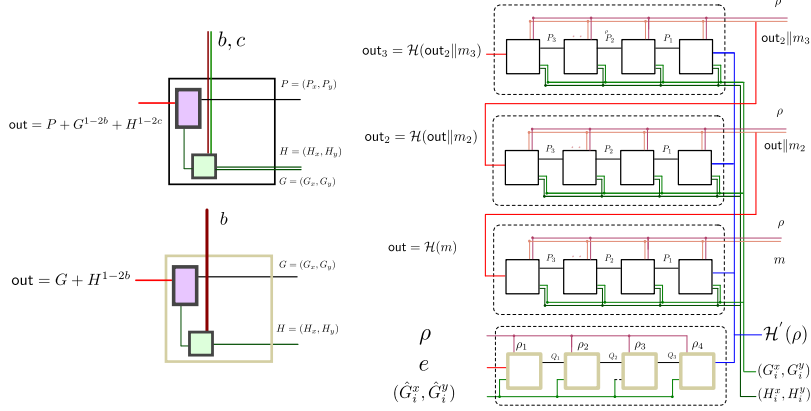 b, c
P = (P_x, P_y)
out = P + G^{1−2b} + H^{1−2c}
H = (H_x, H_y)
G = (G_x, G_y)
b
G = (G_x, G_y)
out = G + H^{1−2b}
H = (H_x, H_y)
ρ
out_2‖m_3
P_3 P_2 P_1
out_3 = ℋ(out_2‖m_3)
ρ
out‖m_2
P_3 P_2 P_1
out_2 = ℋ(out‖m_2)
ρ
m
P_3 P_2 P_1
out = ℋ(m)
ρ ρ_1 ρ_2 ρ_3 ρ_4
ℋ'(ρ)
Q_1 Q_2 Q_3
e
(Ĝ_i^x, Ĝ_i^y)
(G_i^x, G_i^y)
(H_i^x, H_i^y)